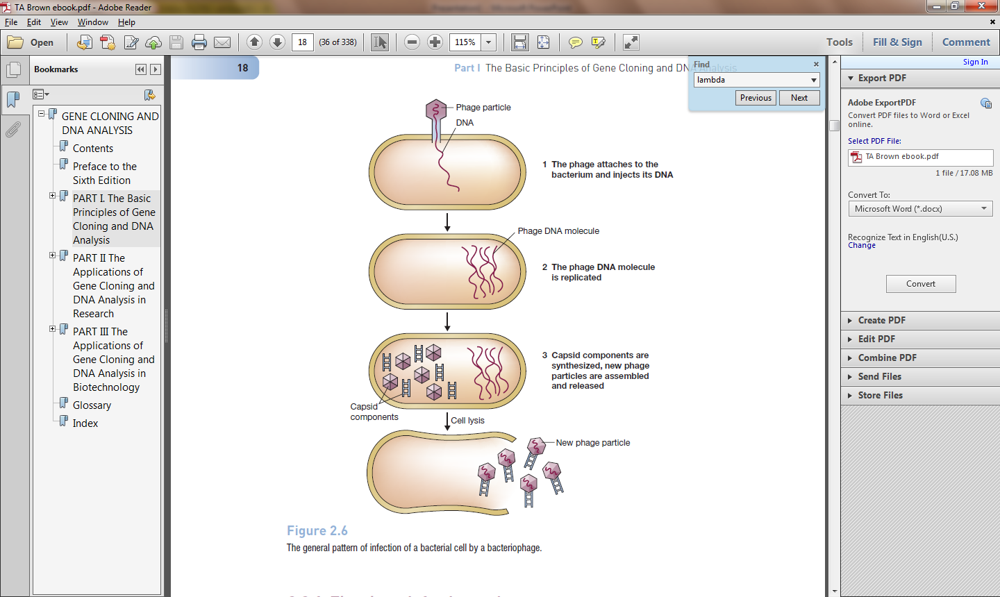 TA Brown ebook.pdf - Adobe Reader
File Edit View Window Help
Open
18 (36 of 338)
115%
Tools Fill & Sign Comment
Bookmarks
GENE CLONING AND
DNA ANALYSIS
Contents
Preface to the
Sixth Edition
PART I. The Basic
Principles of Gene
Cloning and DNA
Analysis
PART II The
Applications of
Gene Cloning and
DNA Analysis in
Research
PART III The
Applications of
Gene Cloning and
DNA Analysis in
Biotechnology
Glossary
Index
18
Part I The Basic Principles of Gene Cloning and DNA Analysis
Find
lambda
Previous Next
Phage particle
DNA
1 The phage attaches to the
bacterium and injects its DNA
Phage DNA molecule
2 The phage DNA molecule
is replicated
3 Capsid components are
synthesized, new phage
particles are assembled
and released
Capsid
components
Cell lysis
New phage particle
Figure 2.6
The general pattern of infection of a bacterial cell by a bacteriophage.
Sign In
Export PDF
Adobe ExportPDF
Convert PDF files to Word or Excel
online.
Select PDF File:
TA Brown ebook.pdf
1 file / 17.08 MB
Convert To:
Microsoft Word (*.docx)
Recognize Text in English(U.S.)
Change
Convert
Create PDF
Edit PDF
Combine PDF
Send Files
Store Files